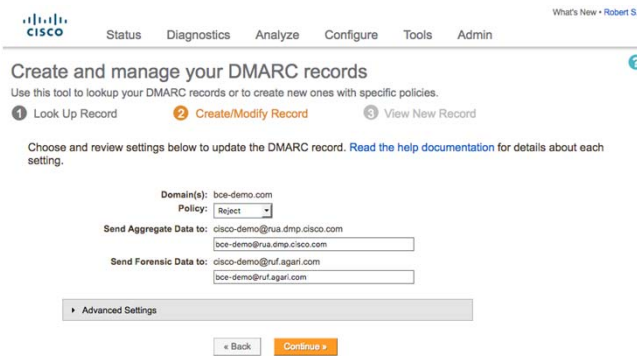 What's New • Robert S
CISCO
Status Diagnostics Analyze Configure Tools Admin
?
Create and manage your DMARC records
Use this tool to lookup your DMARC records or to create new ones with specific policies.
1 Look Up Record 2 Create/Modify Record 3 View New Record
Choose and review settings below to update the DMARC record. Read the help documentation for details about each
setting.
Domain(s): bce-demo.com
Policy: Reject
Send Aggregate Data to: cisco-demo@rua.dmp.cisco.com
bce-demo@rua.dmp.cisco.com
Send Forensic Data to: cisco-demo@ruf.agari.com
bce-demo@ruf.agari.com
Advanced Settings
« Back Continue »